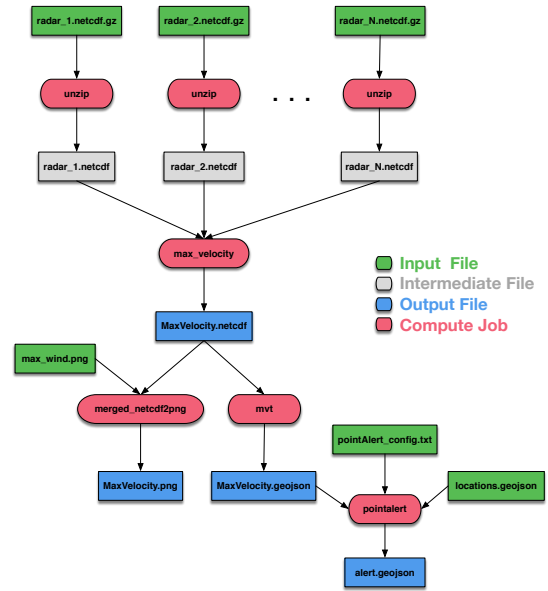 radar_1.netcdf.gz
radar_2.netcdf.gz
radar_N.netcdf.gz
unzip
unzip
. . .
unzip
radar_1.netcdf
radar_2.netcdf
radar_N.netcdf
max_velocity
Input File
Intermediate File
Output File
Compute Job
MaxVelocity.netcdf
max_wind.png
merged_netcdf2png
mvt
pointAlert_config.txt
MaxVelocity.png
MaxVelocity.geojson
locations.geojson
pointalert
alert.geojson